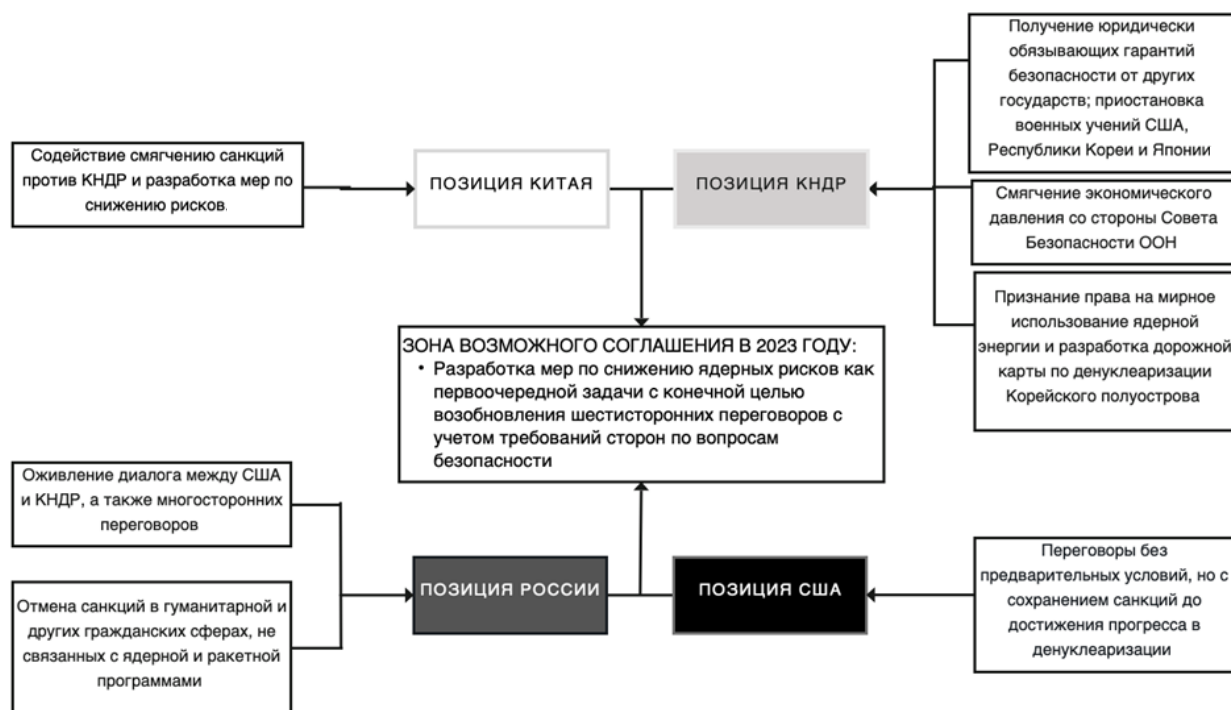 Получение юридически
обязывающих гарантий
безопасности от других
государств; приостановка
военных учений США,
Республики Кореи и Японии
Содействие смягчению санкций
против КНДР и разработка мер по
снижению рисков.
ПОЗИЦИЯ КИТАЯ
ПОЗИЦИЯ КНДР
Смягчение экономического
давления со стороны Совета
Безопасности ООН
Признание права на мирное
использование ядерной
энергии и разработка дорожной
карты по денуклеаризации
Корейского полуострова
ЗОНА ВОЗМОЖНОГО СОГЛАШЕНИЯ В 2023 ГОДУ:
• Разработка мер по снижению ядерных рисков как
первоочередной задачи с конечной целью
возобновления шестисторонних переговоров с
учетом требований сторон по вопросам
безопасности
Оживление диалога между США
и КНДР, а также многосторонних
переговоров
Отмена санкций в гуманитарной и
других гражданских сферах, не
связанных с ядерной и ракетной
программами
ПОЗИЦИЯ РОССИИ
ПОЗИЦИЯ США
Переговоры без
предварительных условий, но с
сохранением санкций до
достижения прогресса в
денуклеаризации